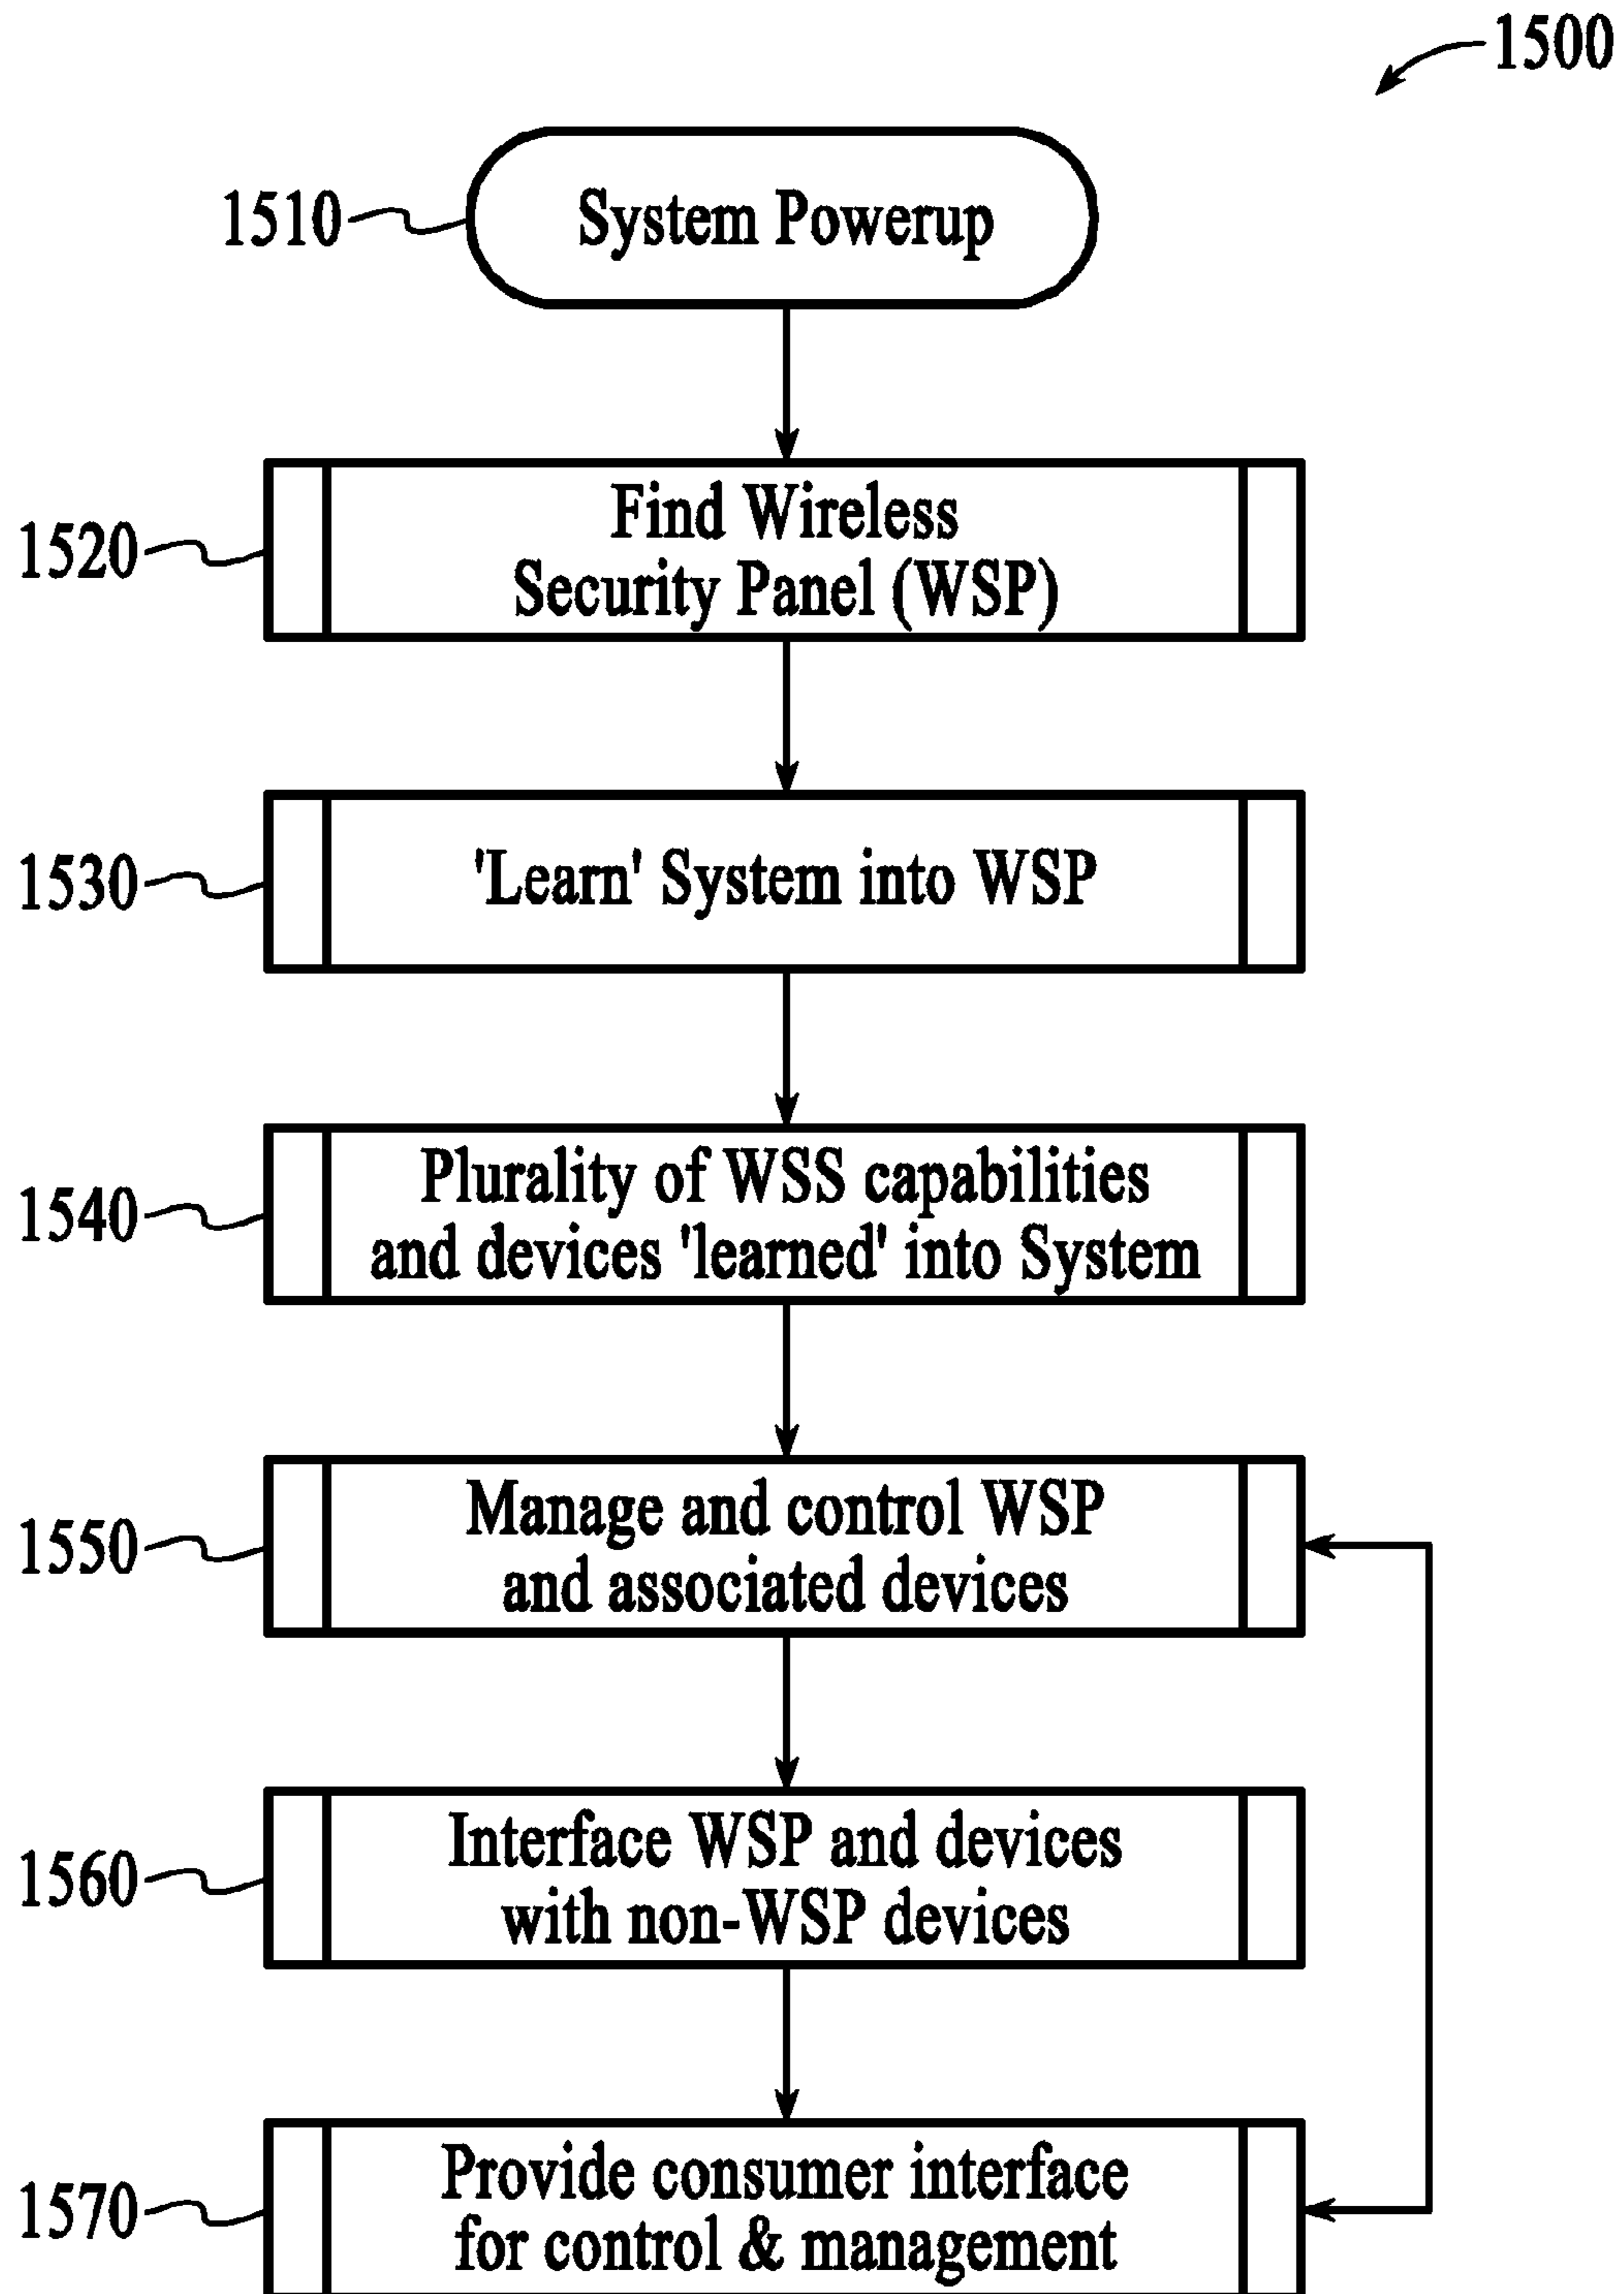 1500
1510
System Powerup
1520
Find Wireless
Security Panel (WSP)
1530
'Learn' System into WSP
1540
Plurality of WSS capabilities
and devices 'learned' into System
1550
Manage and control WSP
and associated devices
1560
Interface WSP and devices
with non-WSP devices
1570
Provide consumer interface
for control & management